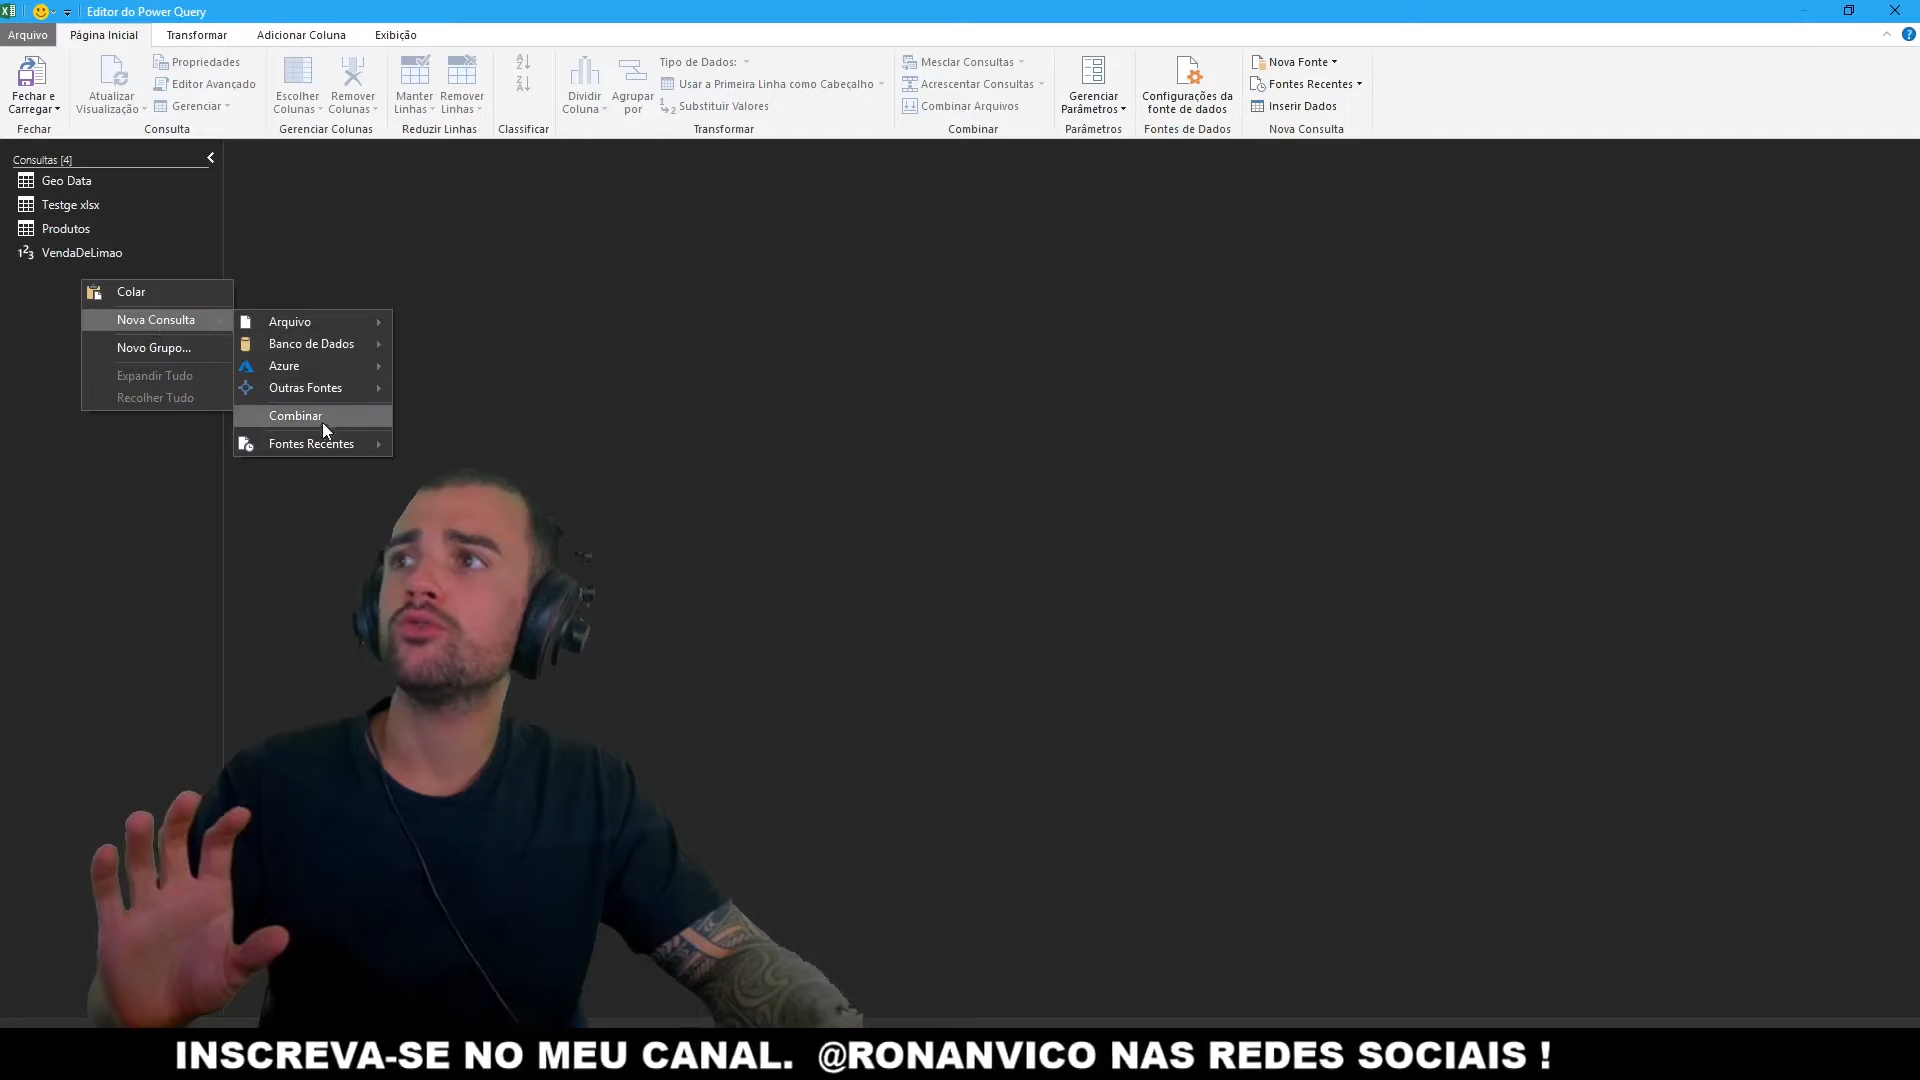 Editor do Power Query
Arquivo
Página Inicial
Transformar
Adicionar Coluna
Exibição
Fechar e
Carregar
Fechar
Atualizar
Visualização
Propriedades
Editor Avançado
Gerenciar
Consulta
Escolher
Colunas
Remover
Colunas
Gerenciar Colunas
Manter
Linhas
Remover
Linhas
Reduzir Linhas
Classificar
Dividir
Coluna
Agrupar
por
Tipo de Dados:
Usar a Primeira Linha como Cabeçalho
Substituir Valores
Transformar
Mesclar Consultas
Acrescentar Consultas
Combinar Arquivos
Combinar
Gerenciar
Parâmetros
Parâmetros
Configurações da
fonte de dados
Fontes de Dados
Nova Fonte
Fontes Recentes
Inserir Dados
Nova Consulta
Consultas [4]
Geo Data
Testge xlsx
Produtos
VendaDeLimao
Colar
Nova Consulta
Novo Grupo...
Expandir Tudo
Recolher Tudo
Arquivo
Banco de Dados
Azure
Outras Fontes
Combinar
Fontes Recentes
INSCREVA-SE NO MEU CANAL. @RONANVICO NAS REDES SOCIAIS !